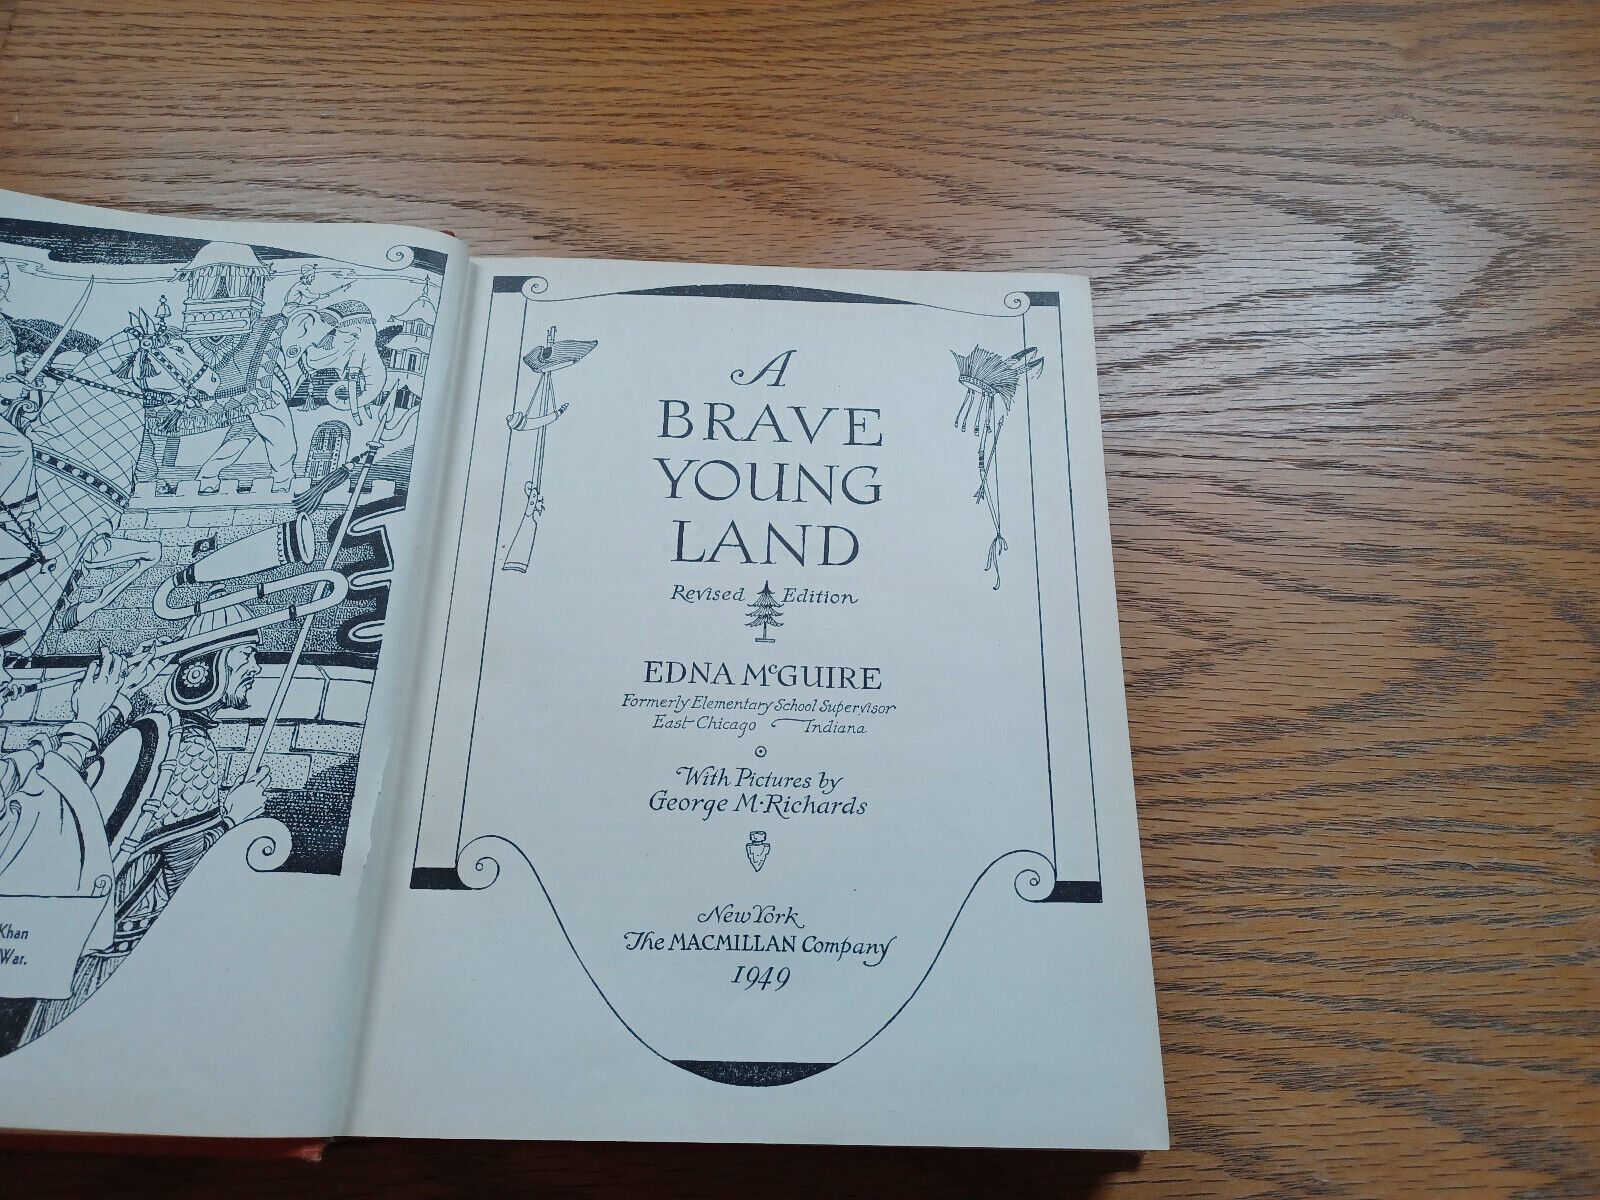 Khan
War.
A
BRAVE
YOUNG
LAND
Revised Edition
EDNA McGUIRE
Formerly Elementary School Supervisor
East Chicago Indiana
With Pictures by
George M. Richards
New York
The MACMILLAN Company
1949